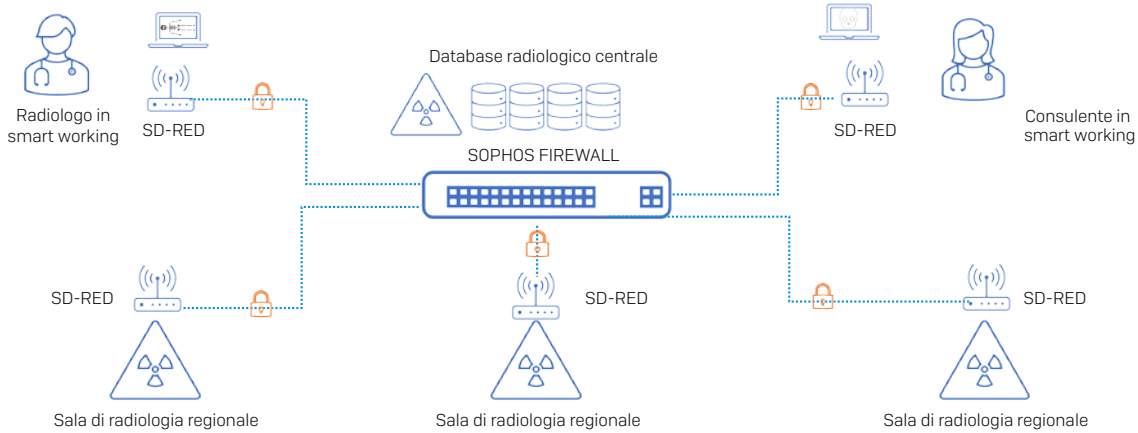 Database radiologico centrale
Radiologo in
smart working
SD-RED
SD-RED
Consulente in
smart working
SOPHOS FIREWALL
SD-RED
SD-RED
SD-RED
Sala di radiologia regionale
Sala di radiologia regionale
Sala di radiologia regionale